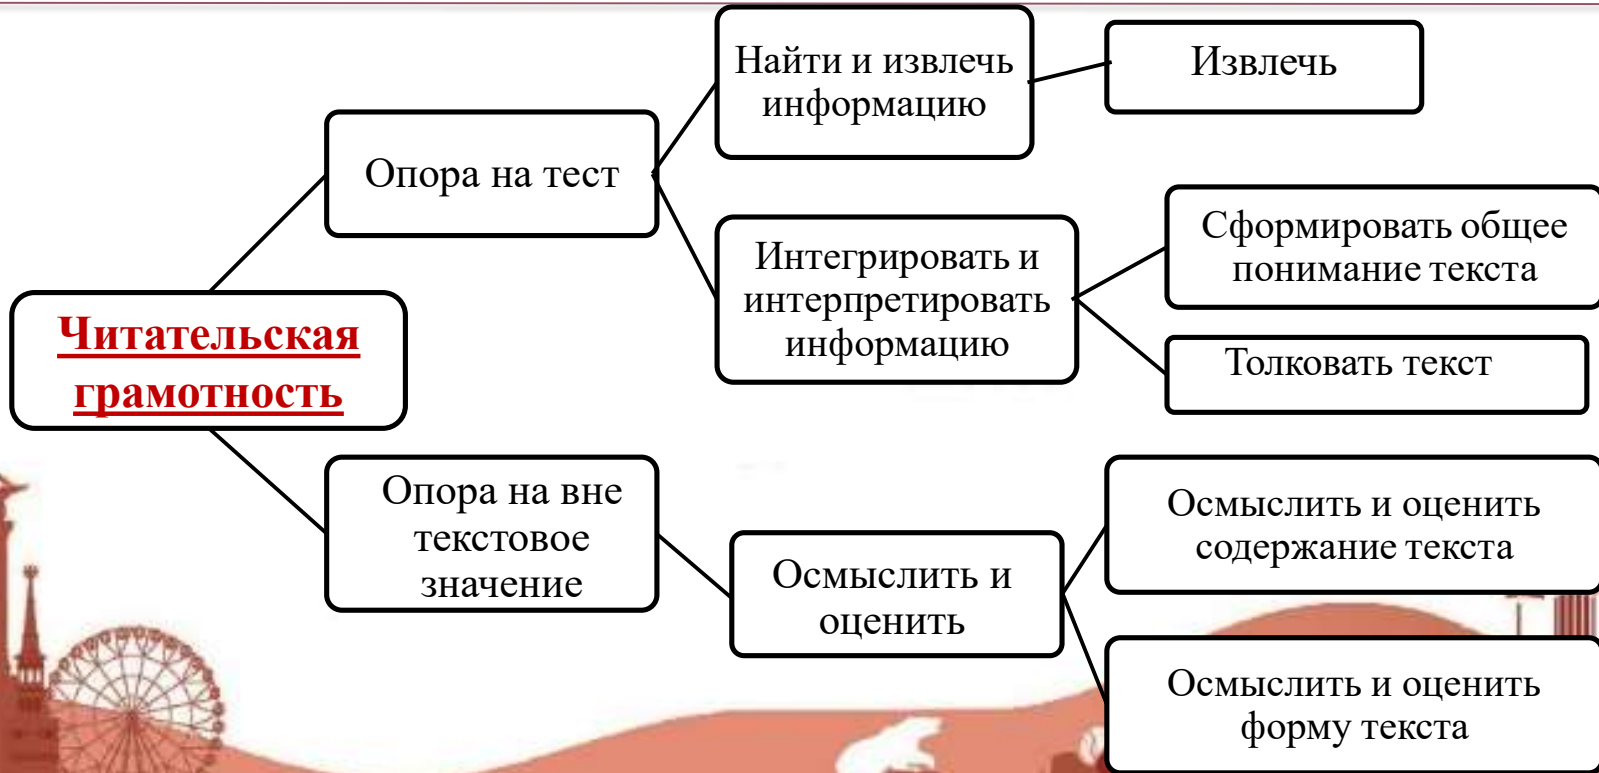 Найти и извлечь
информацию
Извлечь
Опора на тест
Сформировать общее
понимание текста
Интегрировать и
интерпретировать
информацию
Толковать текст
Читательская
грамотность
Опора на вне
текстовое
значение
Осмыслить и оценить
содержание текста
Осмыслить и
оценить
Осмыслить и оценить
форму текста